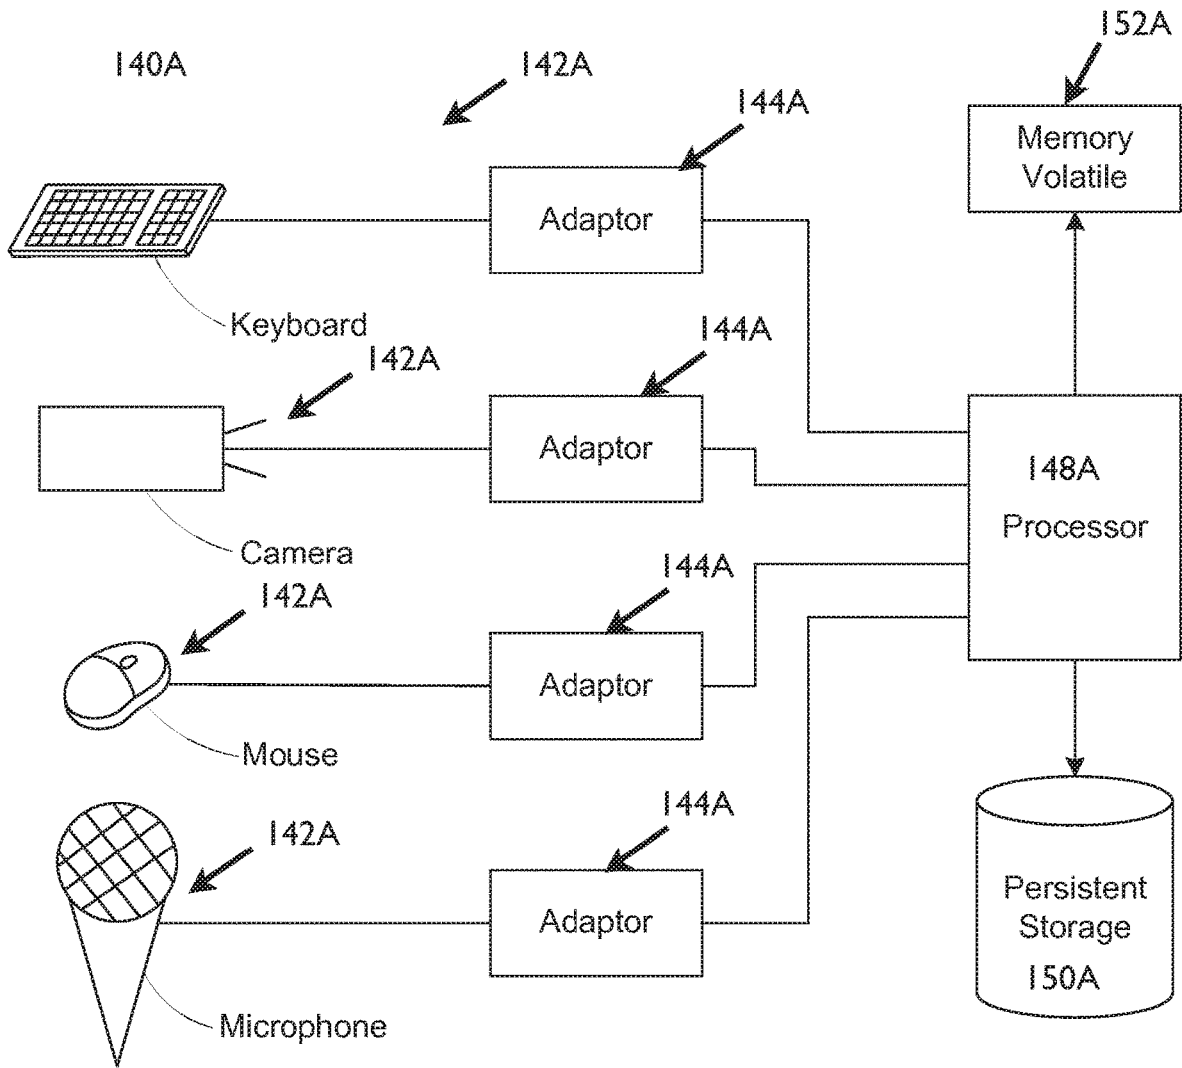 152A
140A
142A
144A
Memory
Volatile
Adaptor
Keyboard
144A
142A
Adaptor
148A
Processor
Camera
144A
142A
Adaptor
Mouse
144A
142A
Persistent
Storage
150A
Adaptor
Microphone